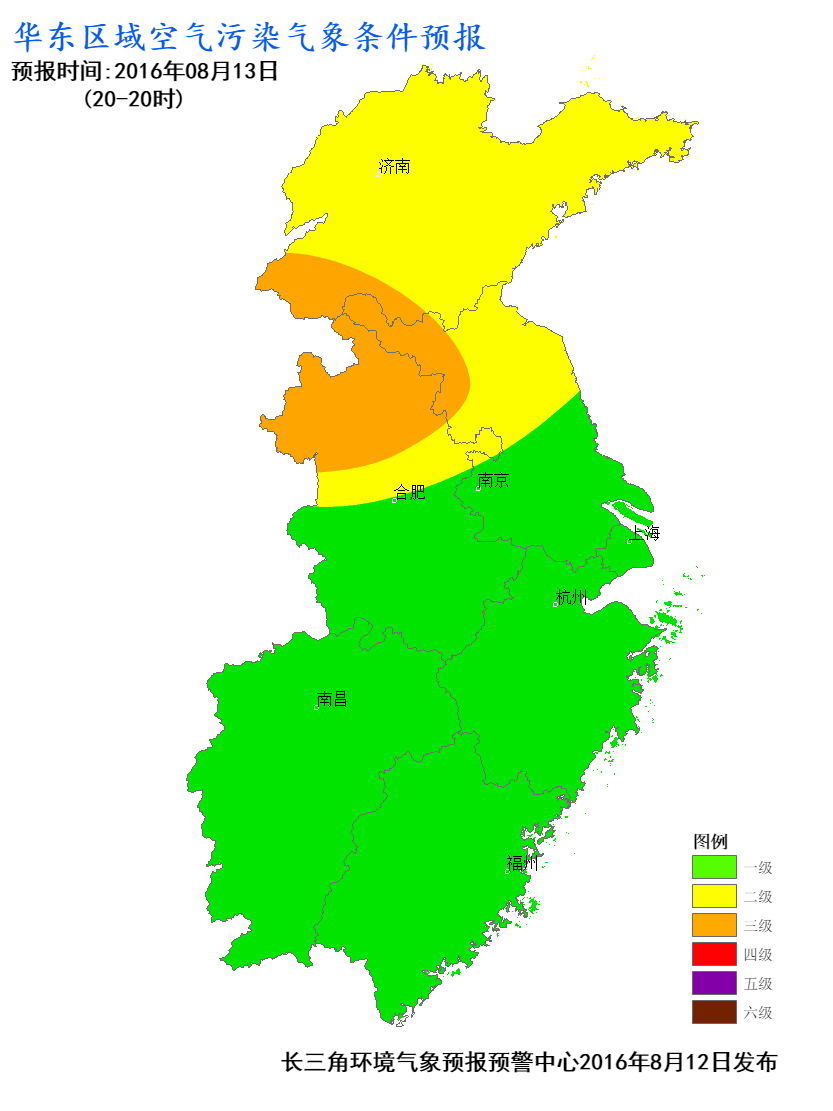 华东区域空气污染气象条件预报
预报时间:2016年08月13日
(20-20时)
济南
南京
合肥
上海
杭州
南昌
福州
图例
一级
二级
三级
四级
五级
六级
长三角环境气象预报预警中心2016年8月12日发布